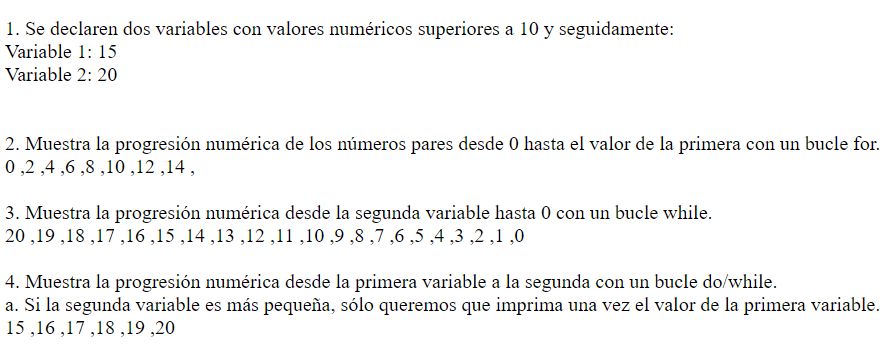 1. Se declaren dos variables con valores numéricos superiores a 10 y seguidamente:
Variable 1: 15
Variable 2: 20
2. Muestra la progresión numérica de los números pares desde 0 hasta el valor de la primera con un bucle for.
0 ,2 ,4 ,6 ,8 ,10 ,12 ,14 ,
3. Muestra la progresión numérica desde la segunda variable hasta 0 con un bucle while.
20 ,19 ,18 ,17 ,16 ,15 ,14 ,13 ,12 ,11 ,10 ,9 ,8 ,7 ,6 ,5 ,4 ,3 ,2 ,1 ,0
4. Muestra la progresión numérica desde la primera variable a la segunda con un bucle do/while.
a. Si la segunda variable es más pequeña, sólo queremos que imprima una vez el valor de la primera variable.
15 ,16 ,17 ,18 ,19 ,20